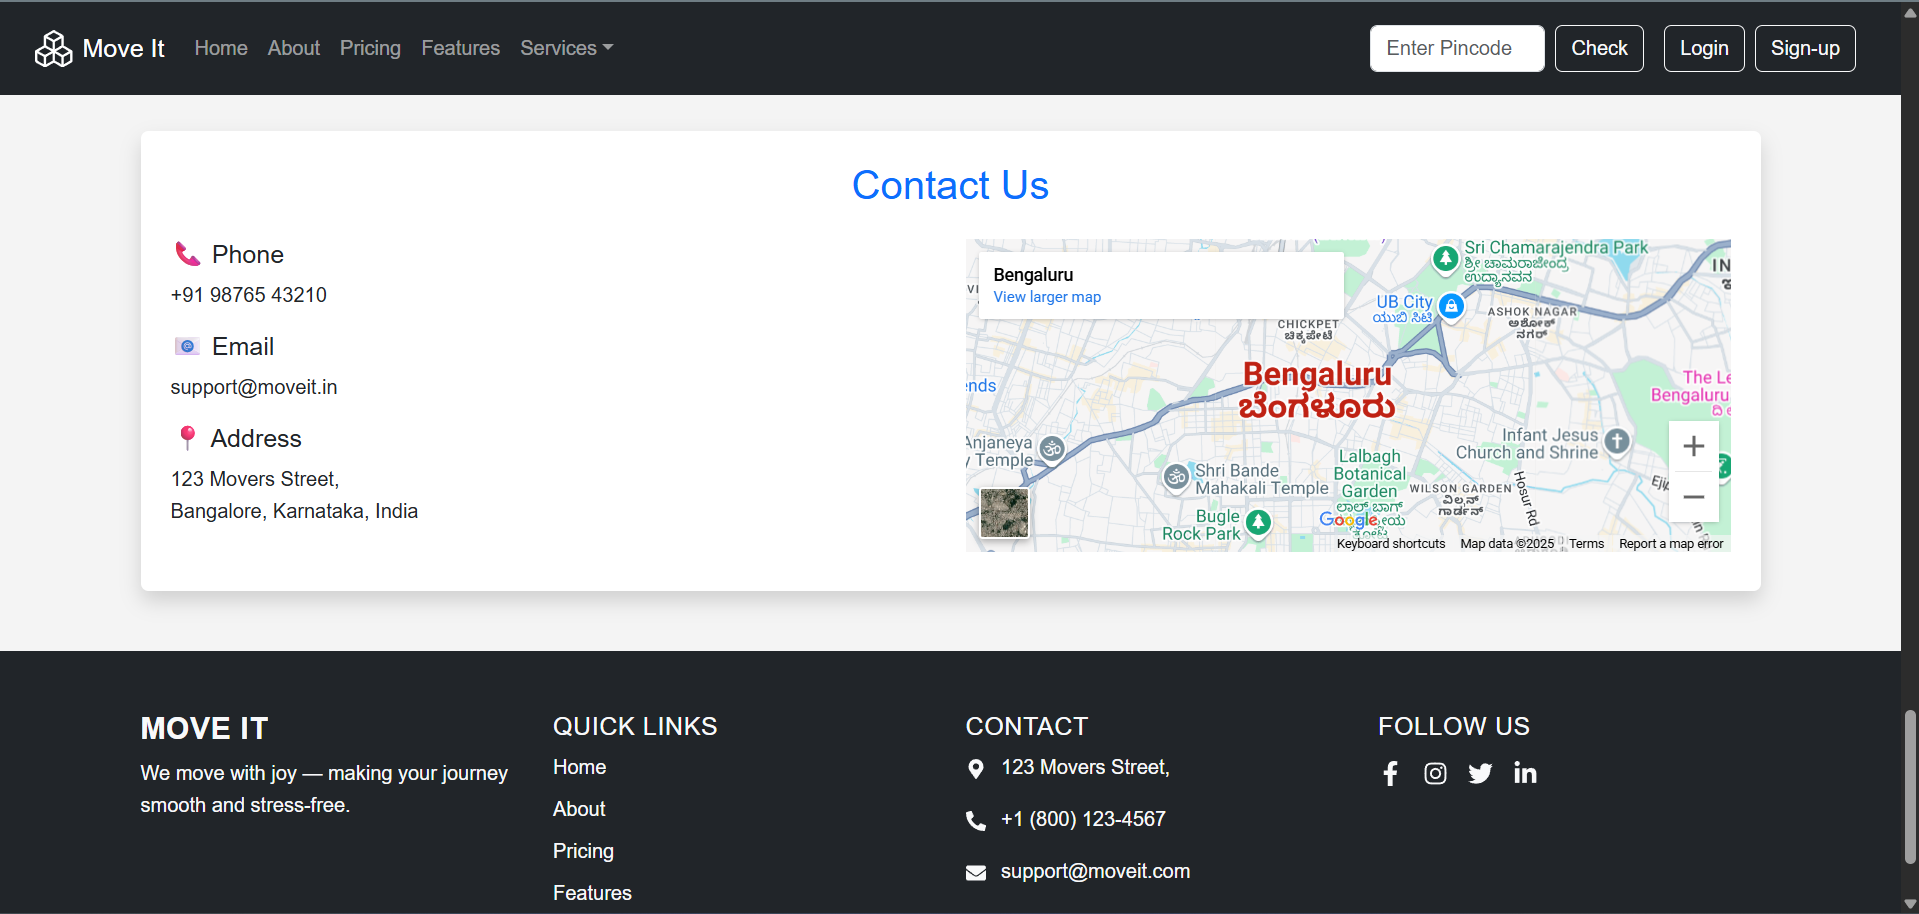 Move It
Home
About
Pricing
Features
Services
Enter Pincode
Check
Login
Sign-up
Contact Us
Phone
+91 98765 43210
Email
support@moveit.in
Address
123 Movers Street,
Bangalore, Karnataka, India
Bengaluru
View larger map
Sri Chamarajendra Park
ಶ್ರೀ ಚಾಮರಾಜೇಂದ್ರ
ಉದ್ಯಾನವನ
UB City
ಯುಬಿ ಸಿಟಿ
ASHOK NAGAR
ಅಶೋಕ್
ನಗರ್
CHICKPET
ಚಿಕ್ಕಪೇಟೆ
Bengaluru
ಬೆಂಗಳೂರು
The Le
Bengaluru
Anjaneya
y Temple
Infant Jesus
Church and Shrine
Shri Bande
Mahakali Temple
Lalbagh
Botanical
Garden
ಲಾಲ್ ಬಾಗ್
WILSON GARDEN
ವಿಲ್ಸನ್
ಗಾರ್ಡನ್
Hosur Rd
Bugle
Rock Park
Google
Keyboard shortcuts
Map data ©2025
Terms
Report a map error
MOVE IT
We move with joy — making your journey
smooth and stress-free.
QUICK LINKS
Home
About
Pricing
Features
CONTACT
123 Movers Street,
+1 (800) 123-4567
support@moveit.com
FOLLOW US